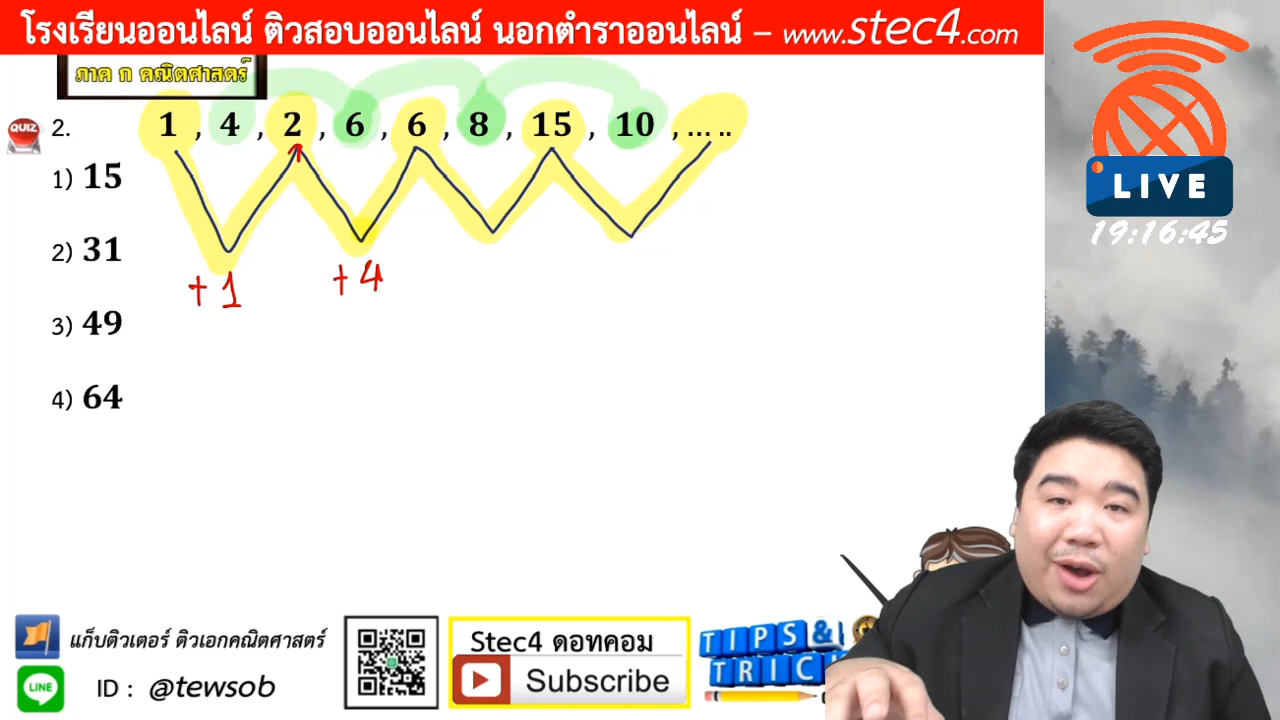 โรงเรียนออนไลน์ ติวสอบออนไลน์ นอกตำราออนไลน์ – www.stec4.com
ภาค ก คณิตศาสตร์
QUIZ 2. 1 , 4 , 2 , 6 , 6 , 8 , 15 , 10 , ... ..
1) 15
2) 31
+ 1 + 4
3) 49
4) 64
LIVE
19:16:45
แก็บติวเตอร์ ติวเอกคณิตศาสตร์
LINE ID : @tewsob
Stec4 ดอทคอม
Subscribe
TIPS &
TRIC